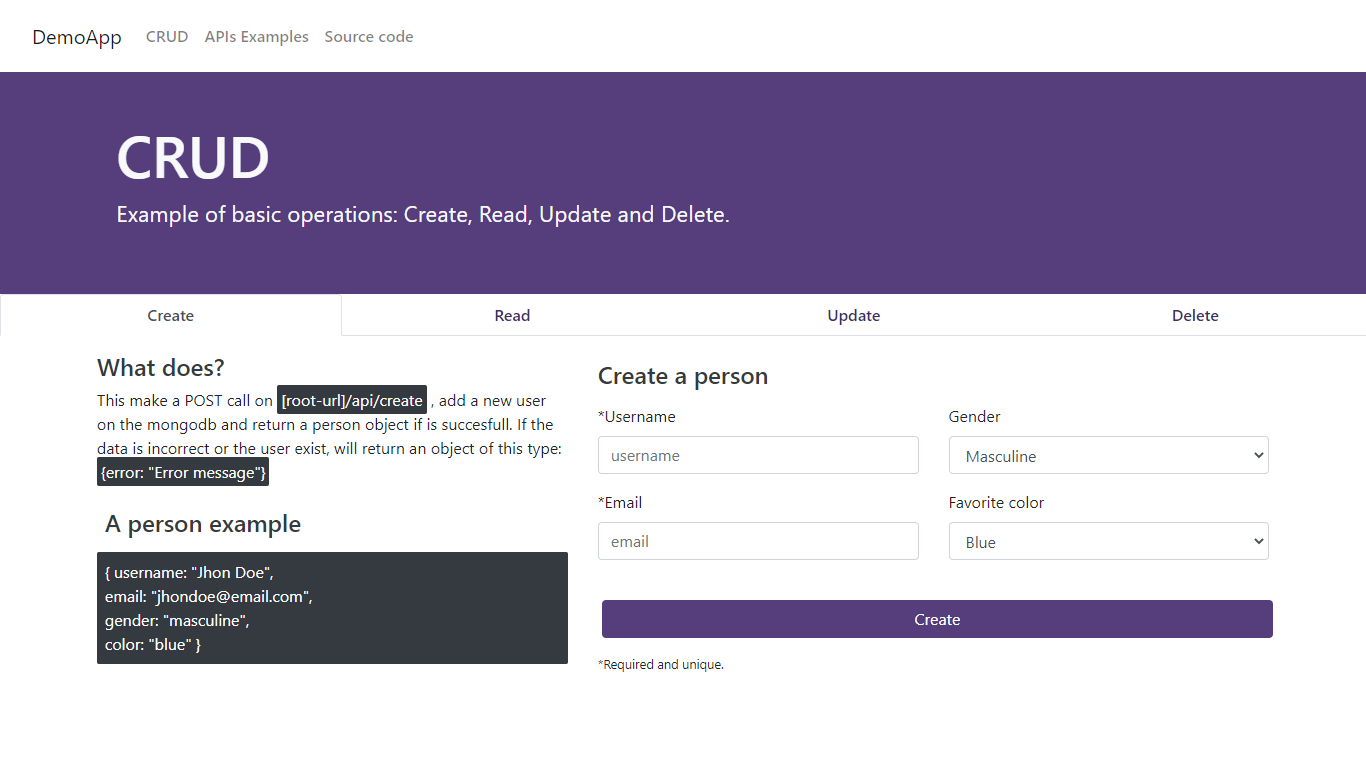 DemoApp CRUD APIs Examples Source code
CRUD
Example of basic operations: Create, Read, Update and Delete.
Create Read Update Delete
What does?
This make a POST call on [root-url]/api/create , add a new user
on the mongodb and return a person object if is succesfull. If the
data is incorrect or the user exist, will return an object of this type:
{error: "Error message"}
A person example
{ username: "Jhon Doe",
email: "jhondoe@email.com",
gender: "masculine",
color: "blue" }
Create a person
*Username Gender
username Masculine
*Email Favorite color
email Blue
Create
*Required and unique.